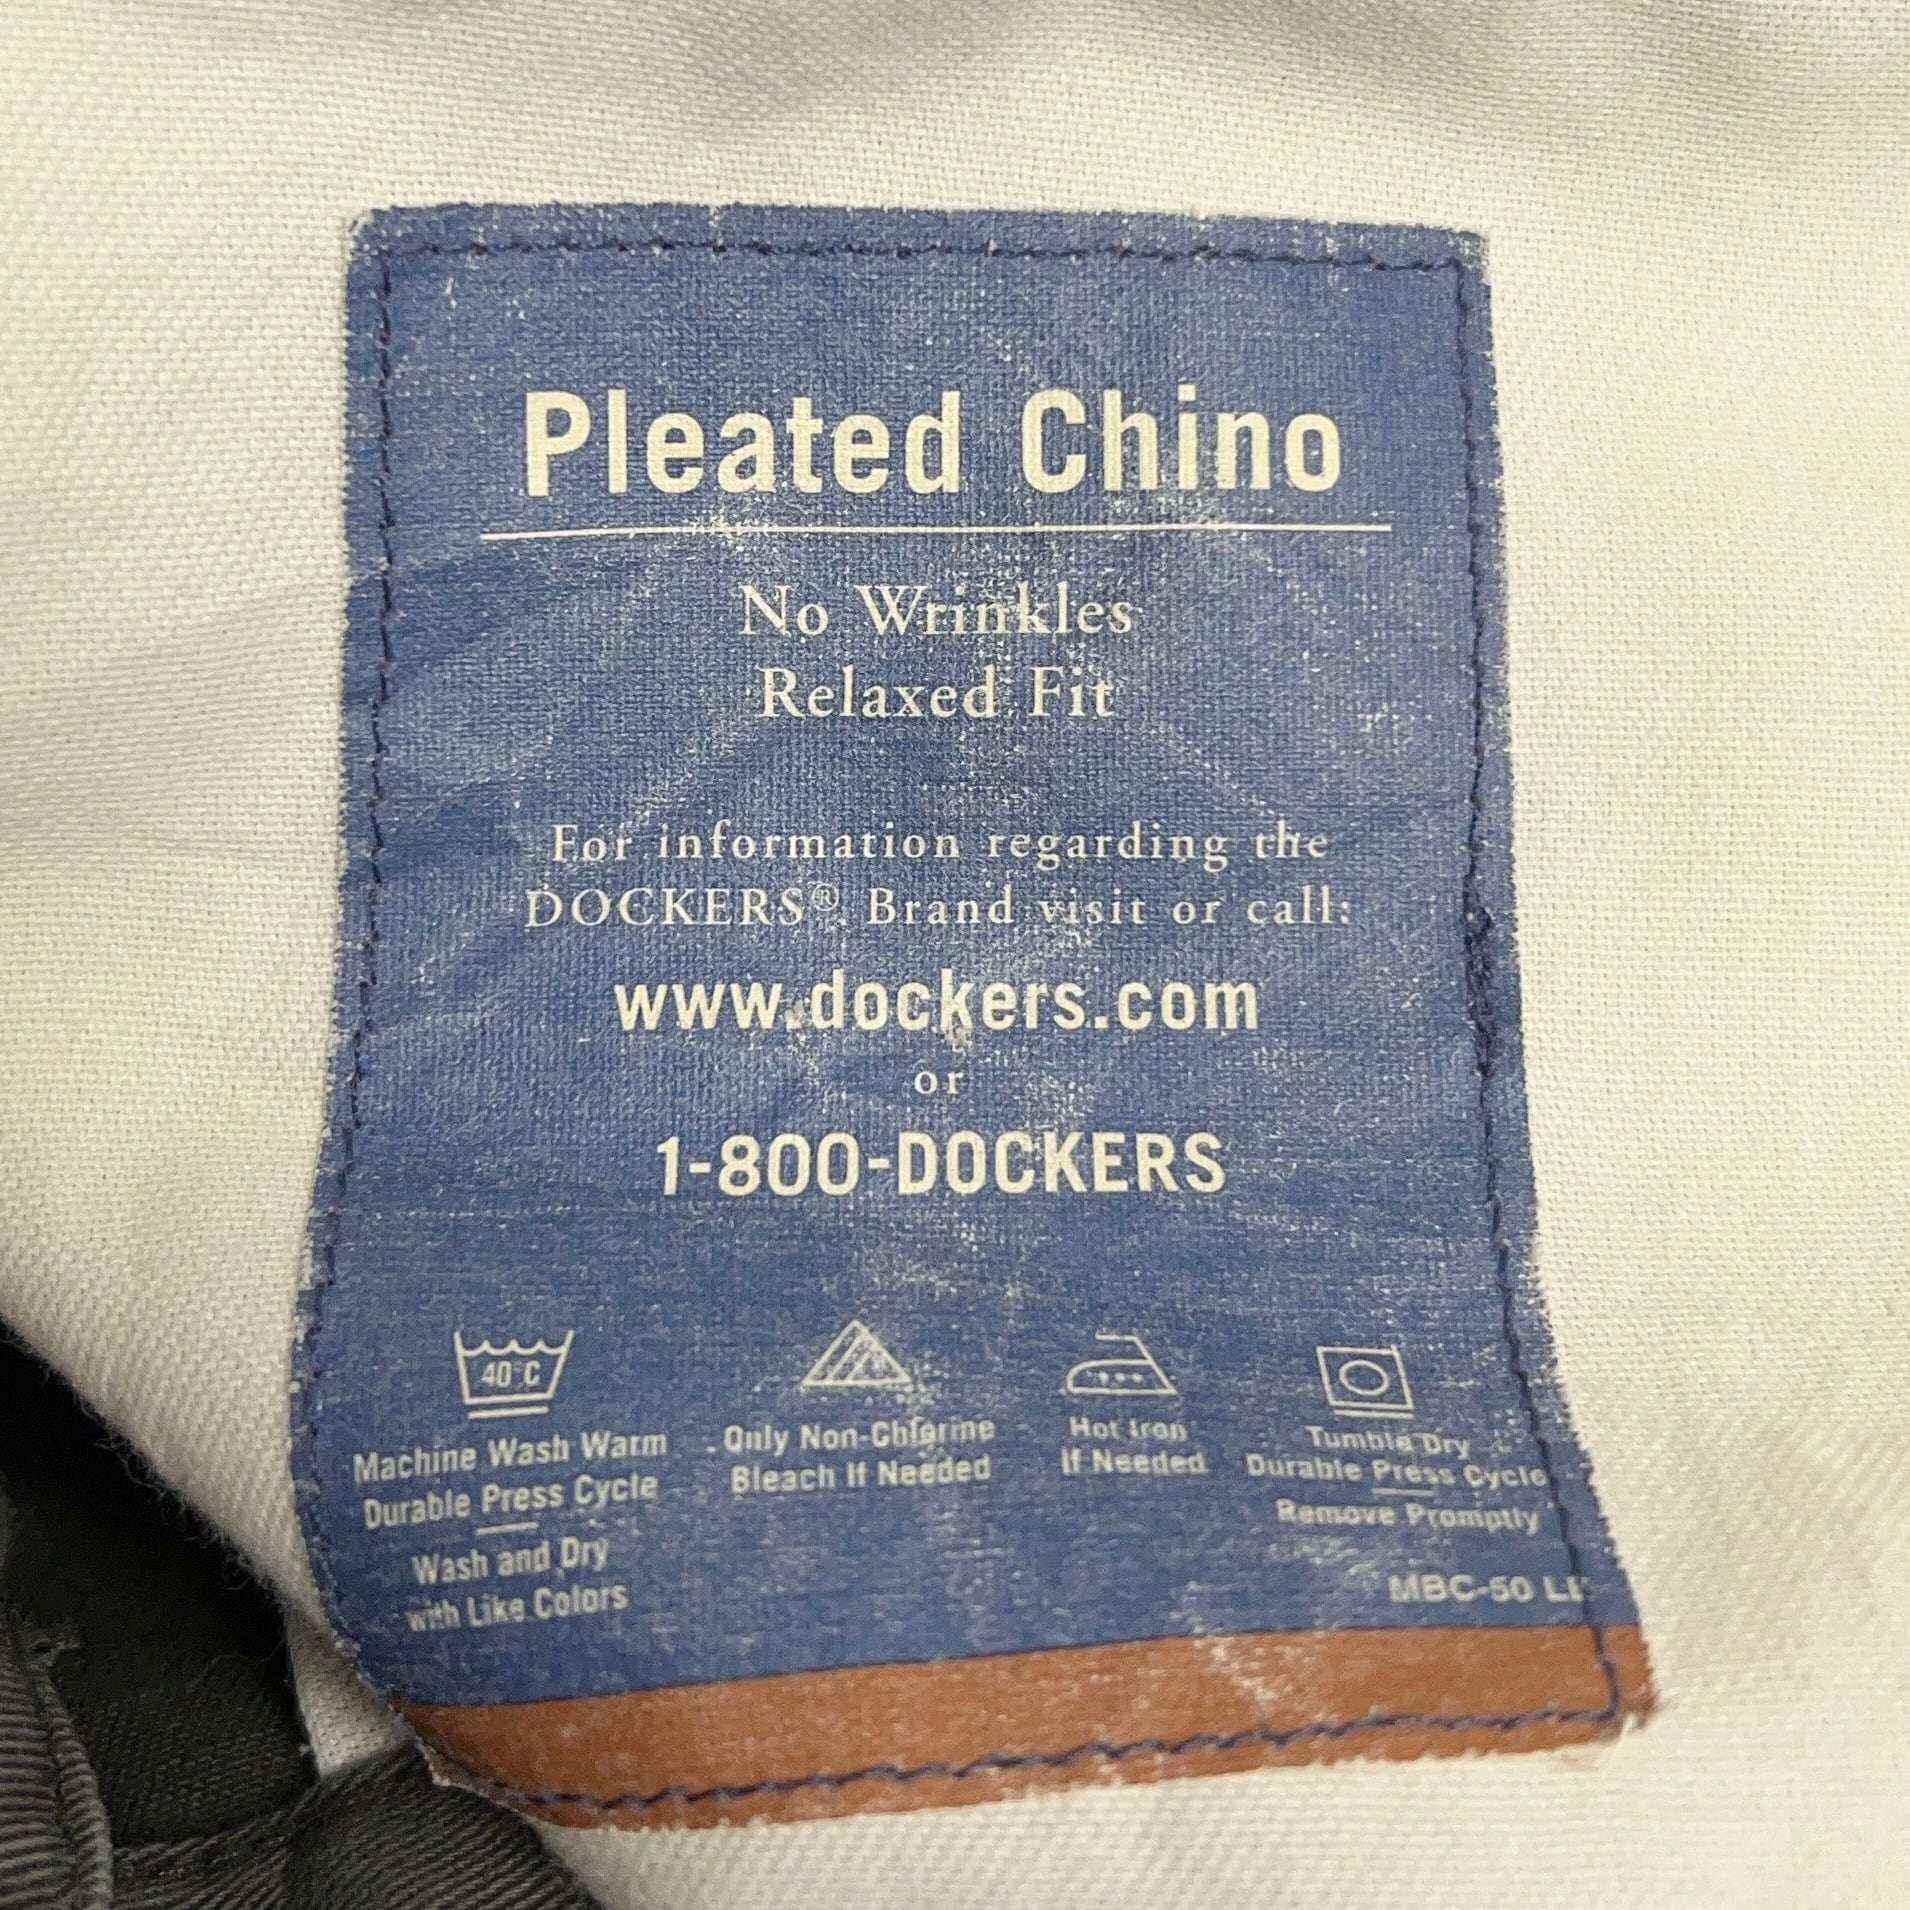 Pleated Chino
No Wrinkles
Relaxed Fit
For information regarding the
DOCKERS® Brand visit or call:
www.dockers.com
or
1-800-DOCKERS
40°C
Machine Wash Warm
Durable Press Cycle
Wash and Dry
with Like Colors
Only Non-Chlorine
Bleach If Needed
Hot Iron
If Needed
Tumble Dry
Durable Press Cycle
Remove Promptly
MBC-50